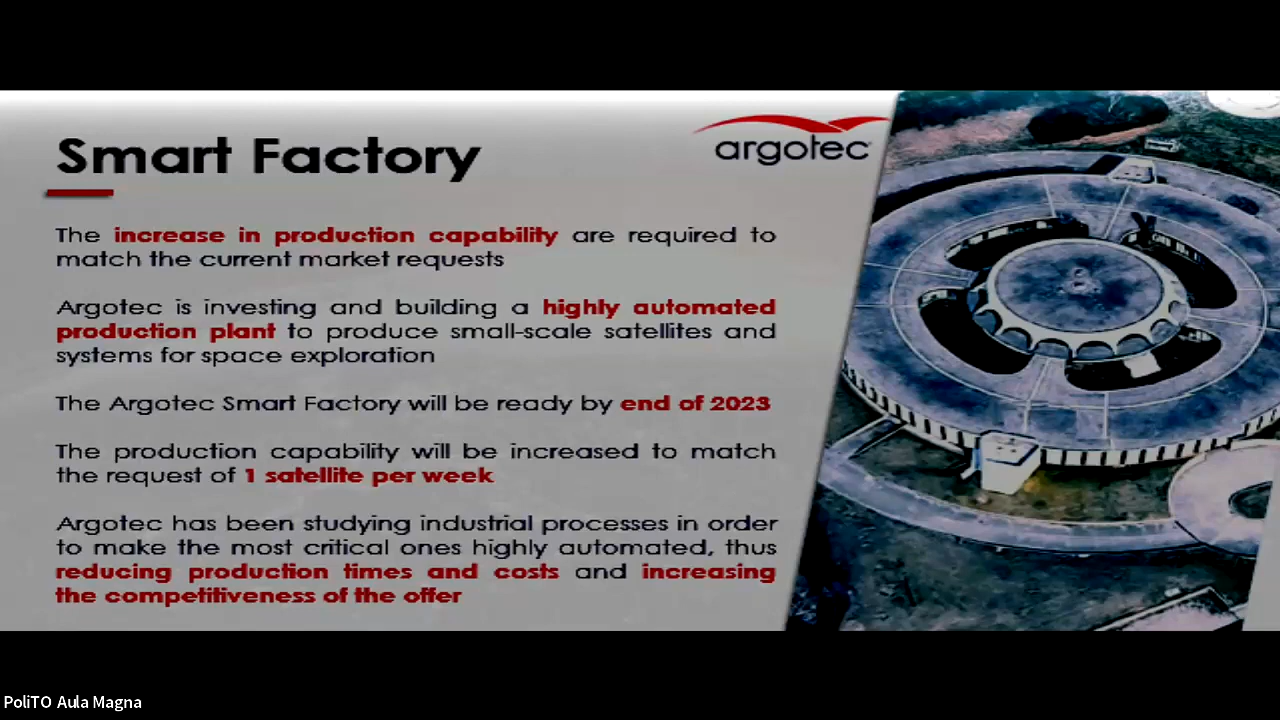 argotec
Smart Factory
The increase in production capability are required to
match the current market requests
Argotec is investing and building a highly automated
production plant to produce small-scale satellites and
systems for space exploration
The Argotec Smart Factory will be ready by end of 2023
The production capability will be increased to match
the request of 1 satellite per week
Argotec has been studying industrial processes in order
to make the most critical ones highly automated, thus
reducing production times and costs and increasing
the competitiveness of the offer
PoliTO Aula Magna